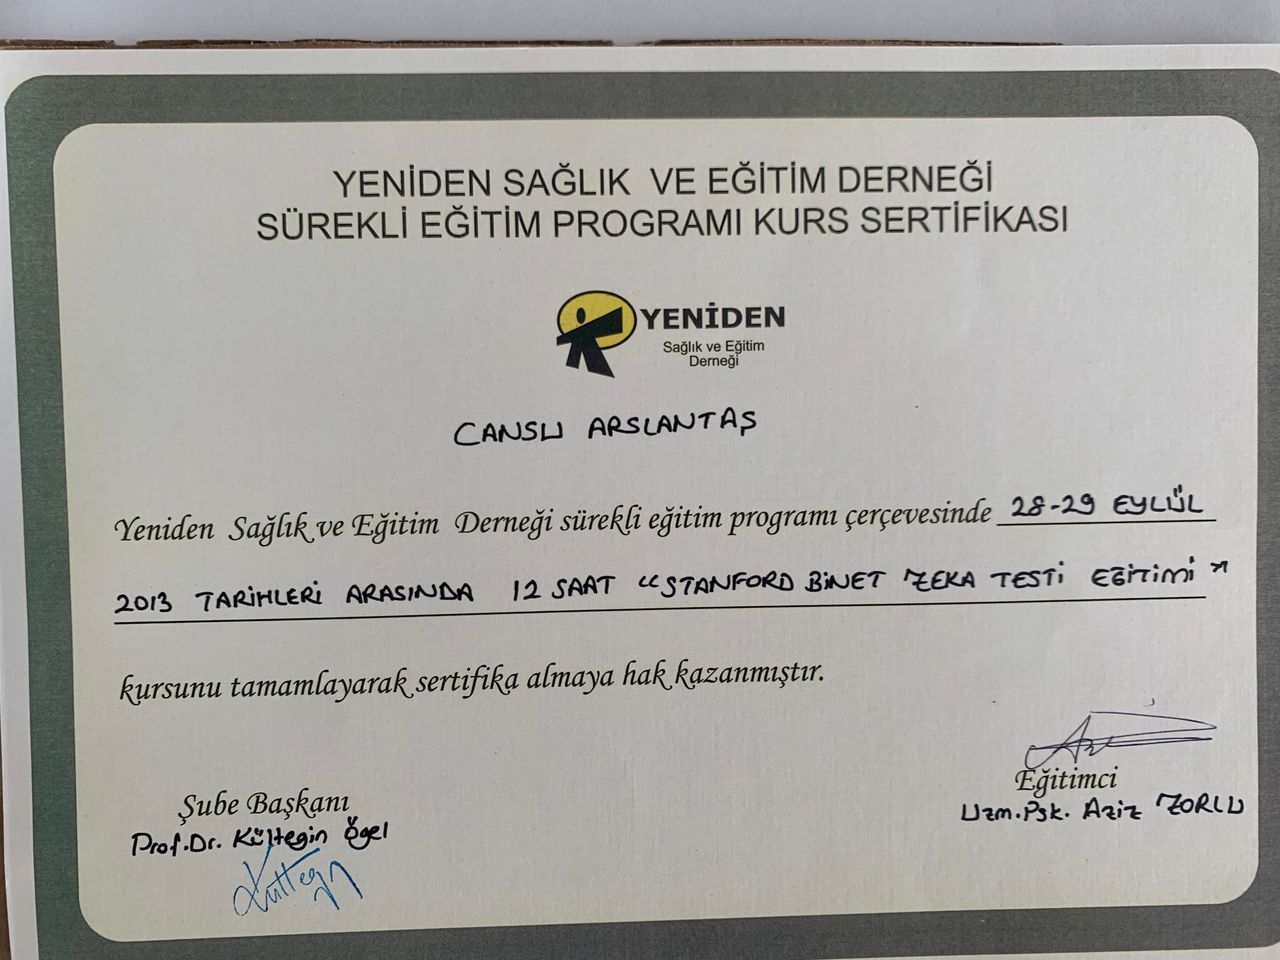 YENİDEN SAĞLIK VE EĞİTİM DERNEĞİ
SÜREKLİ EĞİTİM PROGRAMI KURS SERTİFİKASI
YENİDEN
Sağlık ve Eğitim
Derneği
CANSU ARSLANTAŞ
Yeniden Sağlık ve Eğitim Derneği sürekli eğitim programı çerçevesinde 28-29 EYLÜL
2013 TARİHLERİ ARASINDA 12 SAAT "STANFORD BİNET ZEKA TESTİ EĞİTİMİ"
kursunu tamamlayarak sertifika almaya hak kazanmıştır.
Şube Başkanı
Prof.Dr. Kültegin Ögel
Eğitimci
Uzm.Psk. Aziz ZORLU